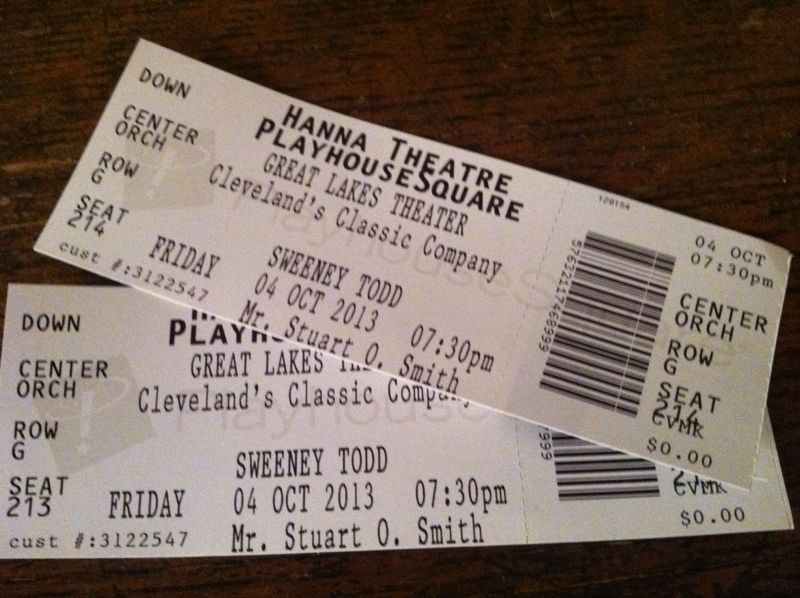 DOWN
CENTER
ORCH
ROW
G
SEAT
214
cust #:3122547
HANNA THEATRE
PLAYHOUSESQUARE
GREAT LAKES THEATER
Cleveland's Classic Company
SWEENEY TODD
FRIDAY 04 OCT 2013 07:30pm
Mr. Stuart O. Smith
120154
04 OCT
07:30pm
CENTER
ORCH
ROW
G
SEAT
214
CVMK
$0.00
DOWN
CENTER
ORCH
ROW
G
SEAT
213
cust #:3122547
GREAT LAKES
Cleveland's Classic
SWEENEY TODD
FRIDAY 04 OCT 2013 07:30pm
Mr. Stuart O. Smith
CVMK
$0.00